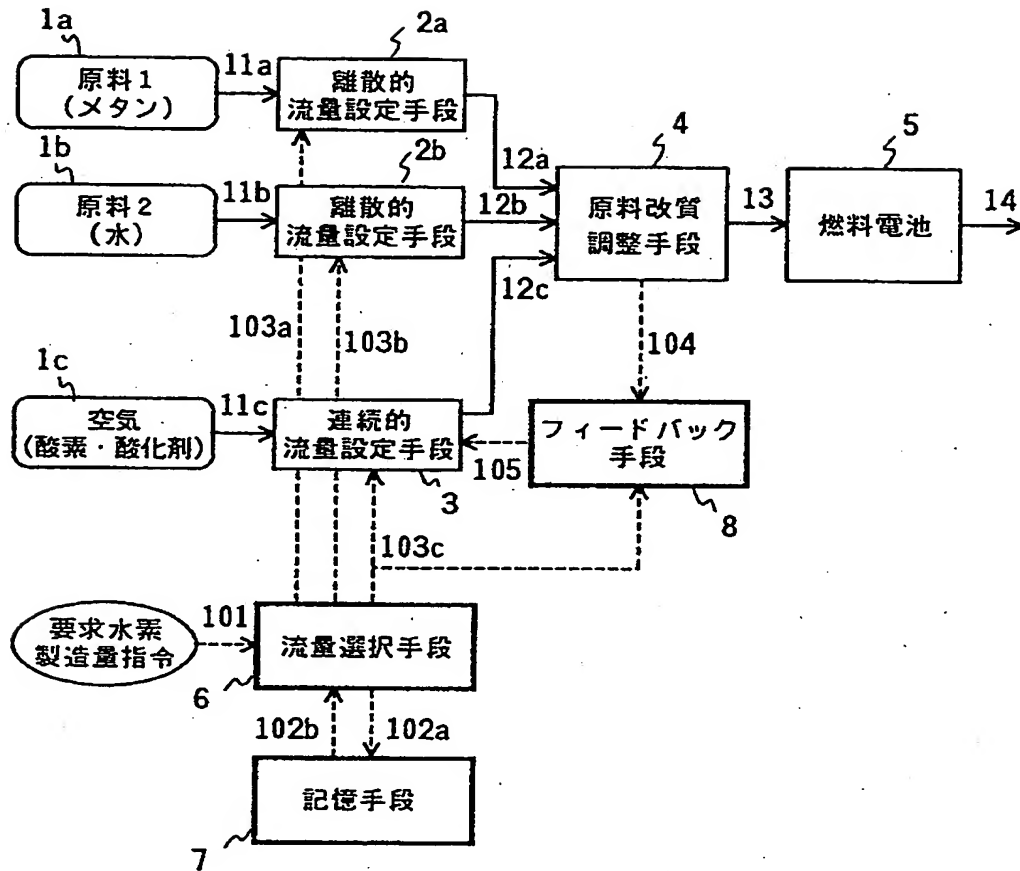 1a
原料1
(メタン)
11a
2a
離散的
流量設定手段
1b
原料2
(水)
11b
2b
離散的
流量設定手段
12a
12b
12c
4
原料改質
調整手段
13
5
燃料電池
14
103a
103b
104
1c
空気
(酸素・酸化剤)
11c
連続的
流量設定手段
3
105
フィードバック
手段
8
103c
要求水素
製造量指令
101
流量選択手段
6
102b
102a
記憶手段
7